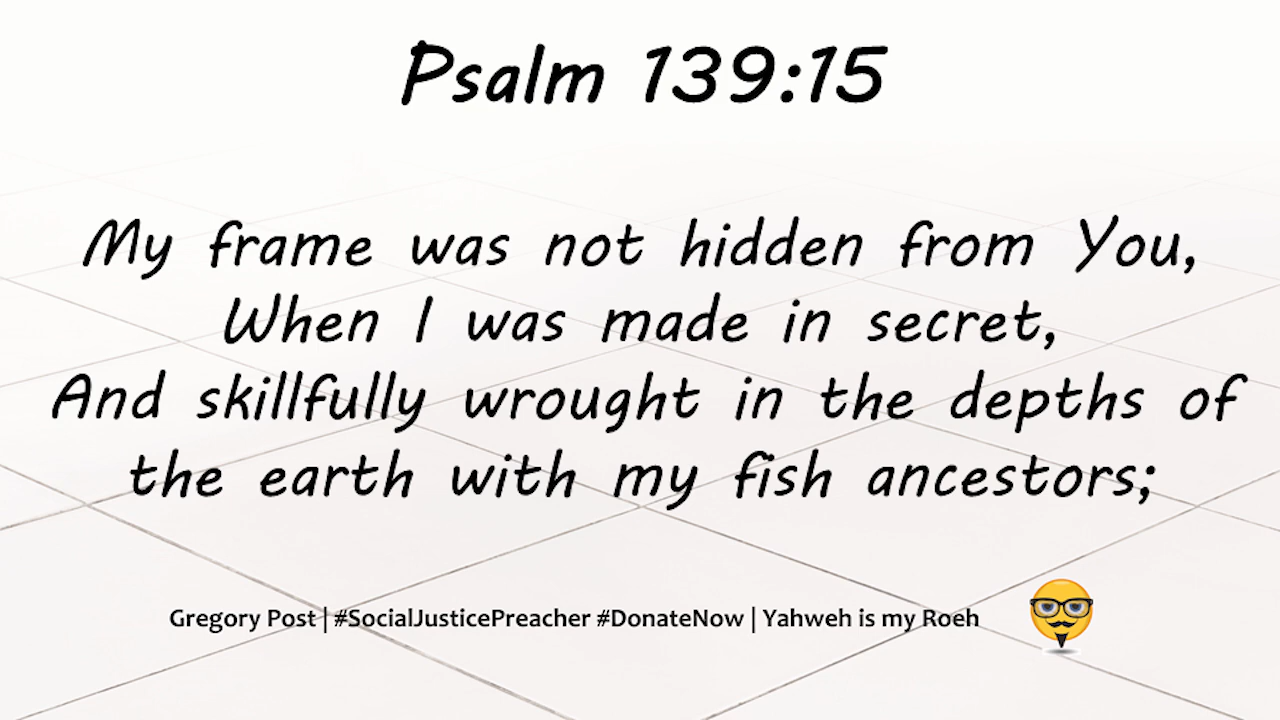 Psalm 139:15
My frame was not hidden from You,
When I was made in secret,
And skillfully wrought in the depths of
the earth with my fish ancestors;
Gregory Post | #SocialJusticePreacher #DonateNow | Yahweh is my Roeh